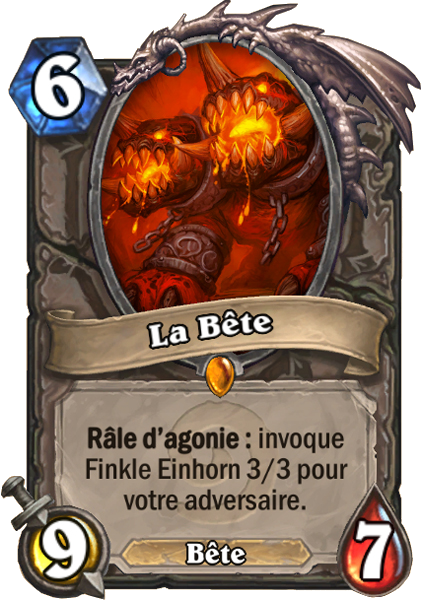 6
La Bête
Râle d’agonie : invoque
Finkle Einhorn 3/3 pour
votre adversaire.
9
Bête
7